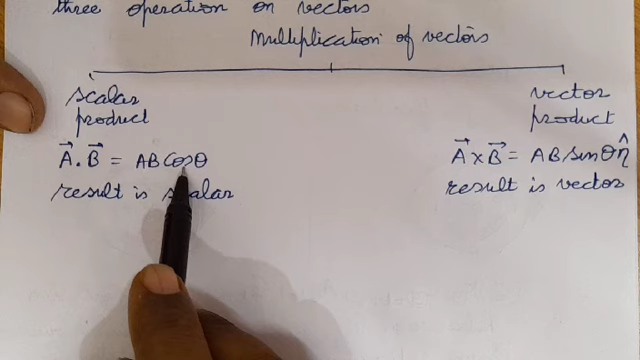 three operation on vectors
Multiplication of vectors
scalar product
A⃗ . B⃗ = AB Cosθ
result is scalar
vector product
A⃗ × B⃗ = AB sinθ η̂
result is vector